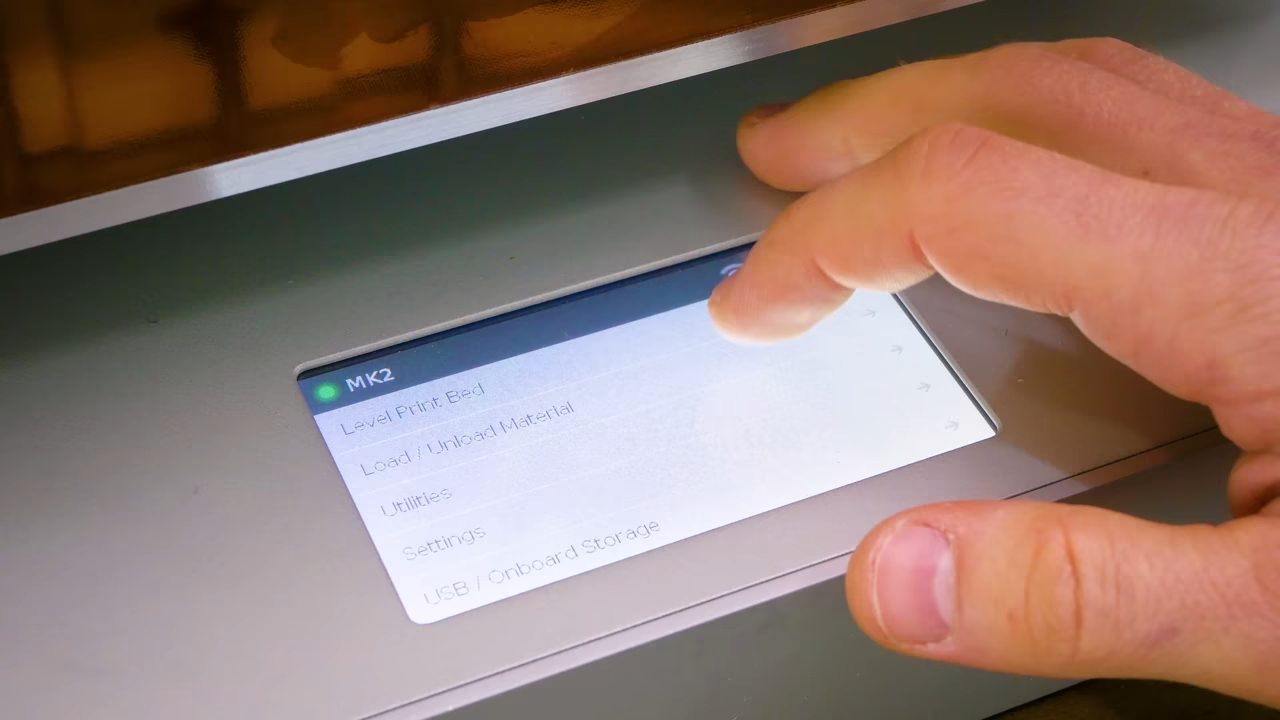 MK2
Level Print Bed
Load / Unload Material
Utilities
Settings
USB / Onboard Storage